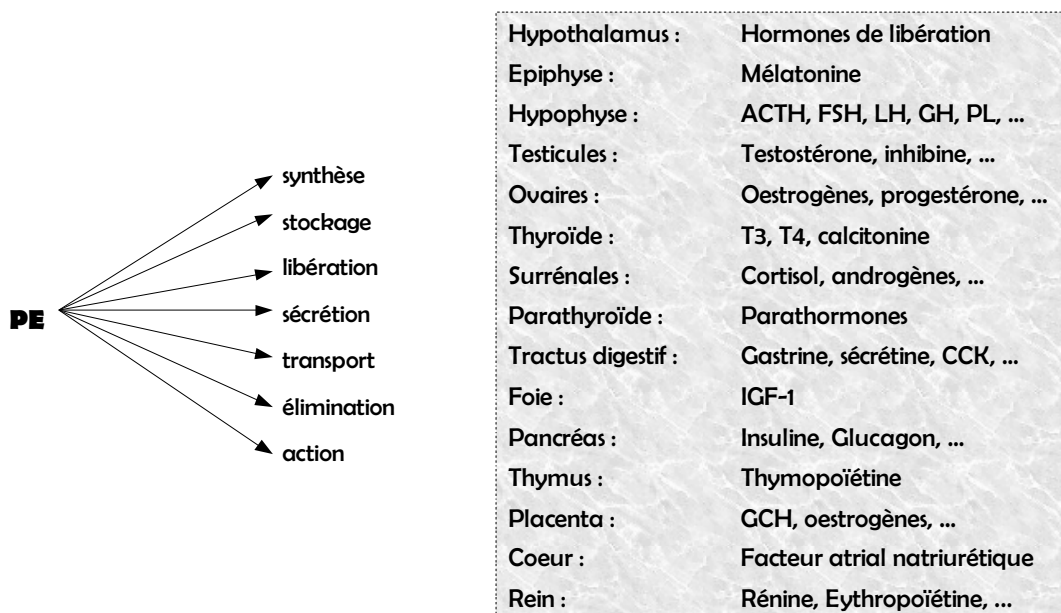 PE
synthèse
stockage
libération
sécrétion
transport
élimination
action
Hypothalamus : Hormones de libération
Epiphyse : Mélatonine
Hypophyse : ACTH, FSH, LH, GH, PL, ...
Testicules : Testostérone, inhibine, ...
Ovaires : Oestrogènes, progestérone, ...
Thyroïde : T3, T4, calcitonine
Surrénales : Cortisol, androgènes, ...
Parathyroïde : Parathormones
Tractus digestif : Gastrine, sécrétine, CCK, ...
Foie : IGF-1
Pancréas : Insuline, Glucagon, ...
Thymus : Thymopoïétine
Placenta : GCH, oestrogènes, ...
Coeur : Facteur atrial natriurétique
Rein : Rénine, Eythropoïétine, ...